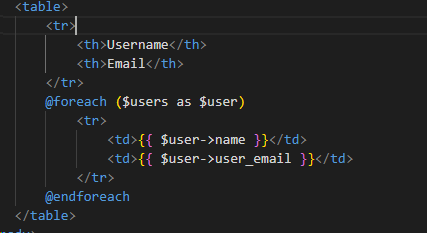 <table>
<tr>
<th>Username</th>
<th>Email</th>
</tr>
@foreach ($users as $user)
<tr>
<td>{{ $user->name }}</td>
<td>{{ $user->user_email }}</td>
</tr>
@endforeach
</table>